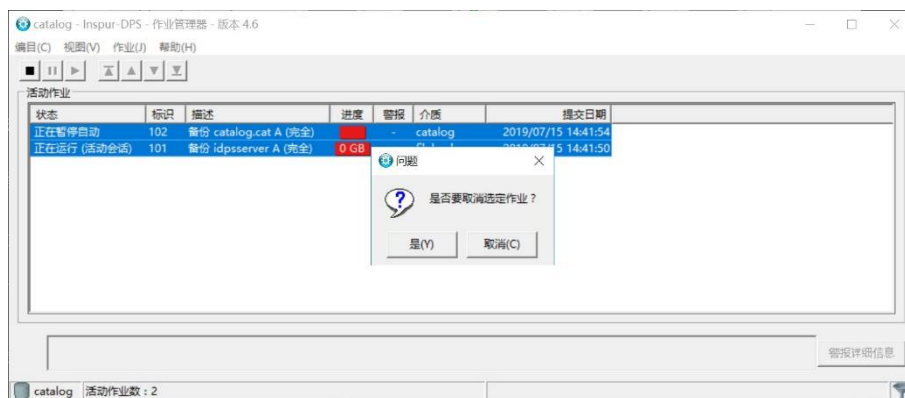 catalog - Inspur-DPS - 作业管理器 - 版本 4.6
编目(C) 视图(V) 作业(J) 帮助(H)
活动作业
状态 标识 描述 进度 警报 介质 提交日期
正在暂停自动 102 备份 catalog.cat A (完全) - catalog 2019/07/15 14:41:54
正在运行 (活动会话) 101 备份 idpsserver A (完全) 0 GB 15 14:41:50
问题
是否要取消选定作业？
是(Y) 取消(C)
警报详细信息
catalog 活动作业数：2